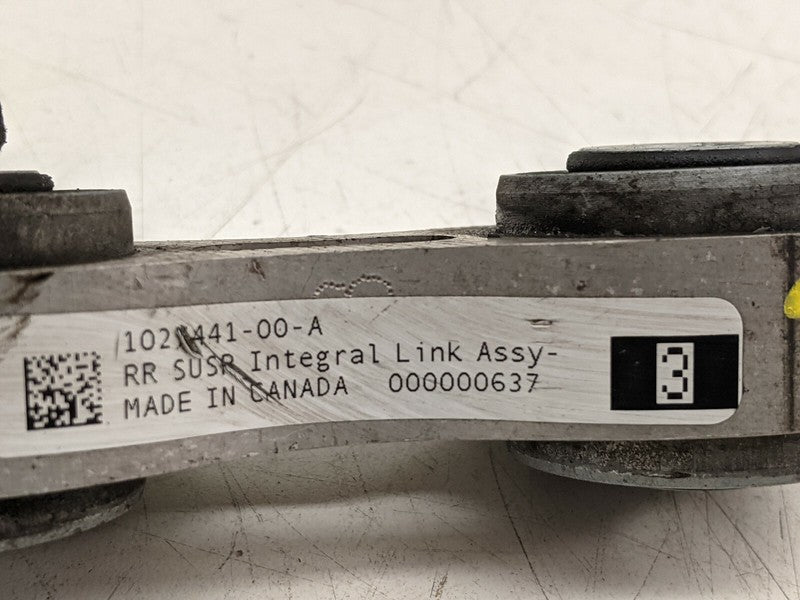 RR SUSP Integral Link Assy-
MADE IN CANADA 000000637
3